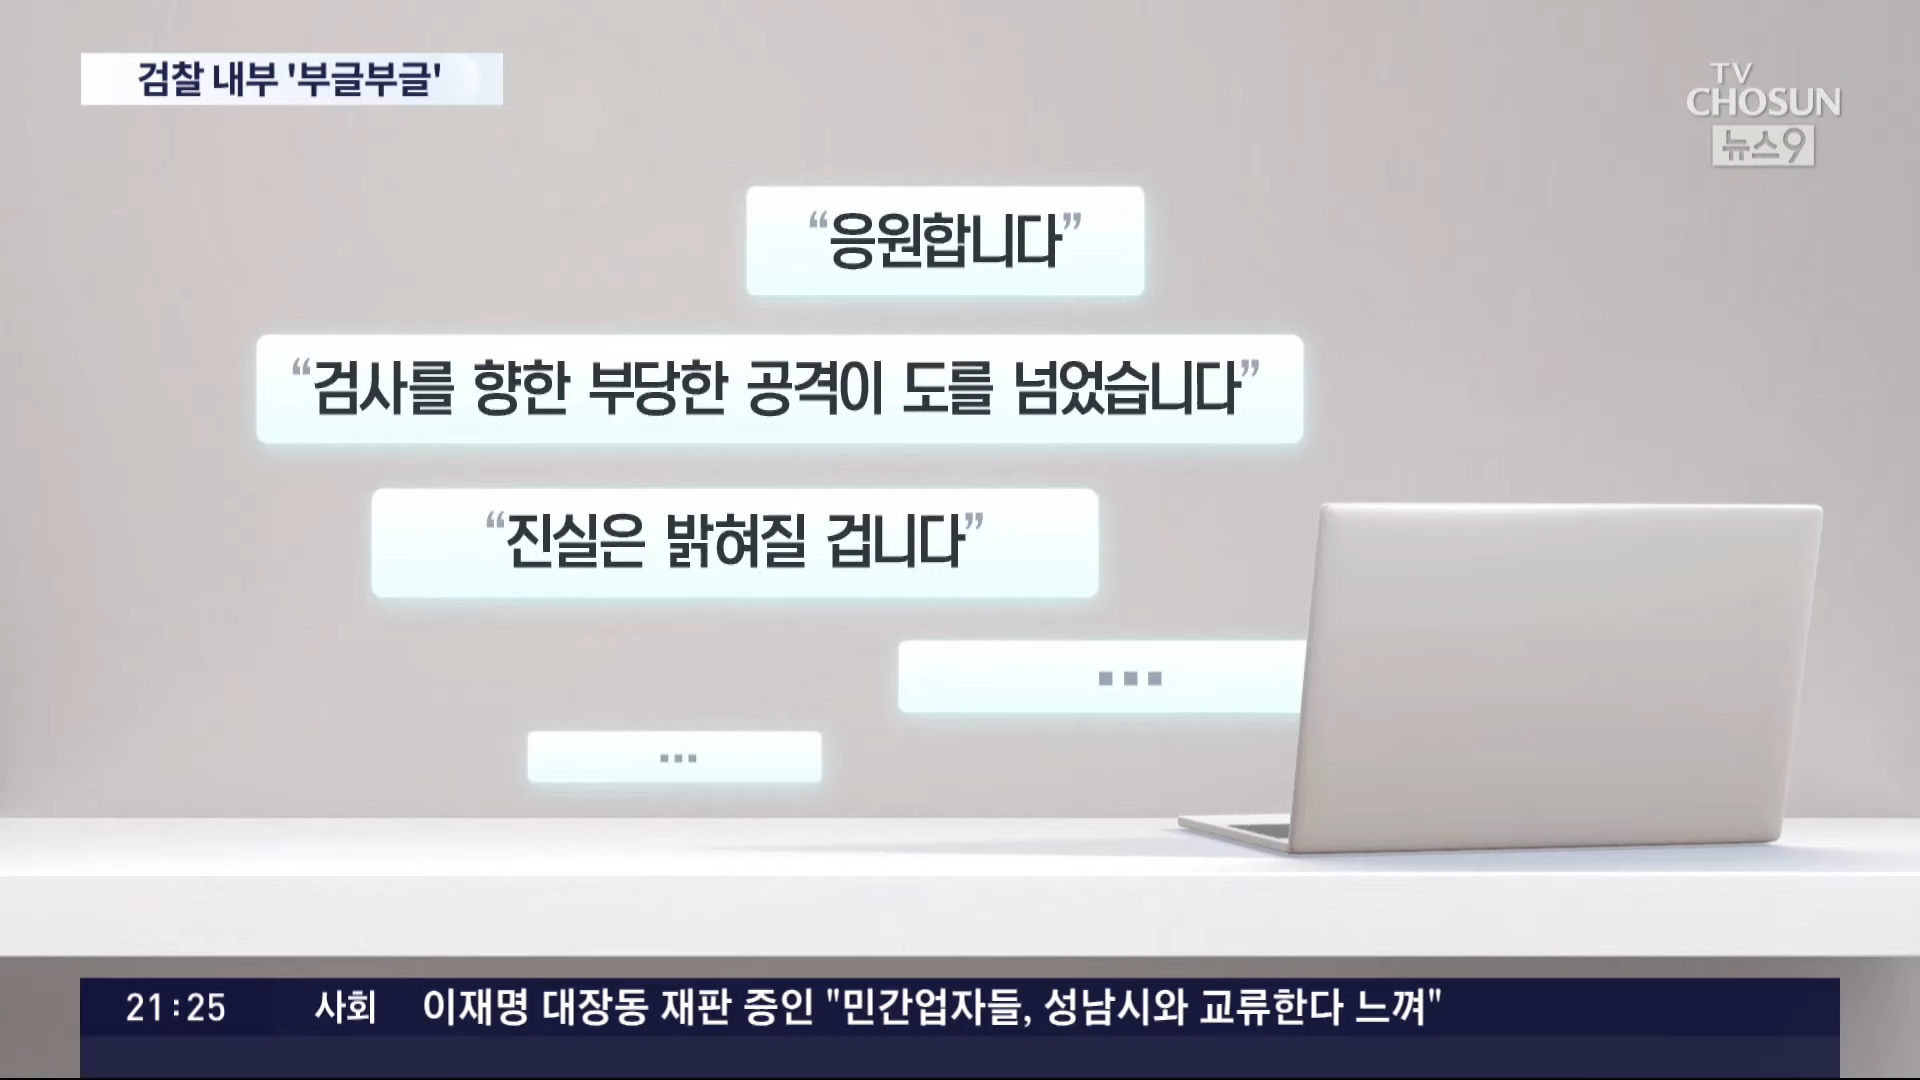 검찰 내부 '부글부글'
TV
CHOSUN
뉴스9
“응원합니다”
“검사를 향한 부당한 공격이 도를 넘었습니다”
“진실은 밝혀질 겁니다”
...
...
21:25 사회 이재명 대장동 재판 증인 "민간업자들, 성남시와 교류한다 느껴"